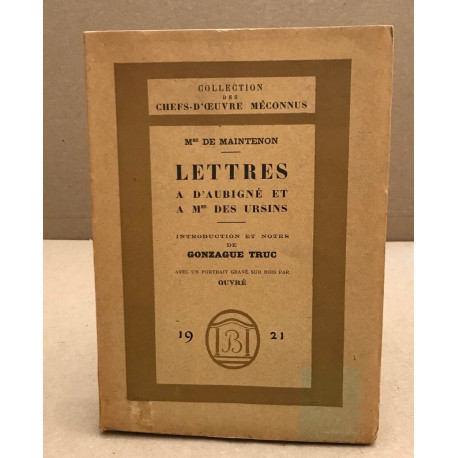 COLLECTION
DES
CHEFS-D'ŒUVRE MÉCONNUS
Mme DE MAINTENON
LETTRES
A D'AUBIGNÉ ET
A Mme DES URSINS
INTRODUCTION ET NOTES
DE
GONZAGUE TRUC
AVEC UN PORTRAIT GRAVÉ SUR BOIS PAR
OUVRÉ
19 B 21